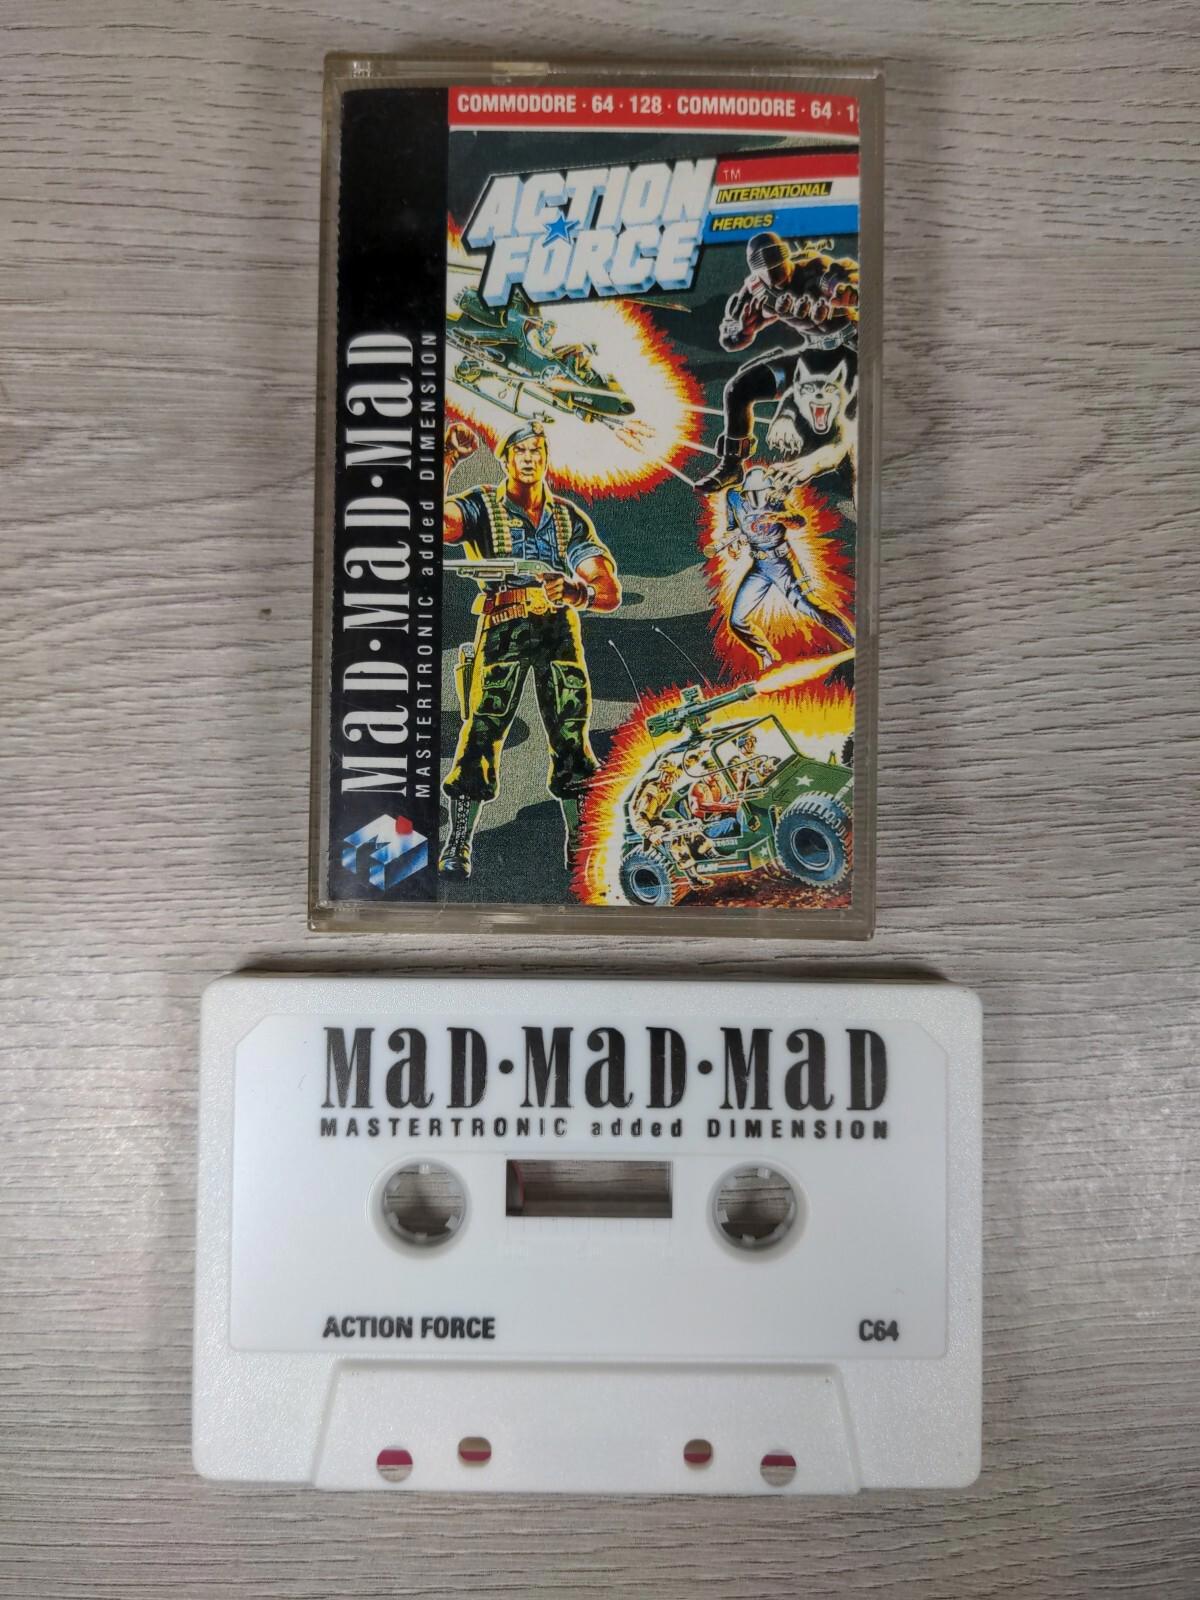 COMMODORE · 64 · 128 · COMMODORE · 64 ·
ACTION
FORCE
TM
INTERNATIONAL
HEROES
MaD·MaD·MaD
MASTERTRONIC added DIMENSION
MaD·MaD·MaD
MASTERTRONIC added DIMENSION
ACTION FORCE
C64